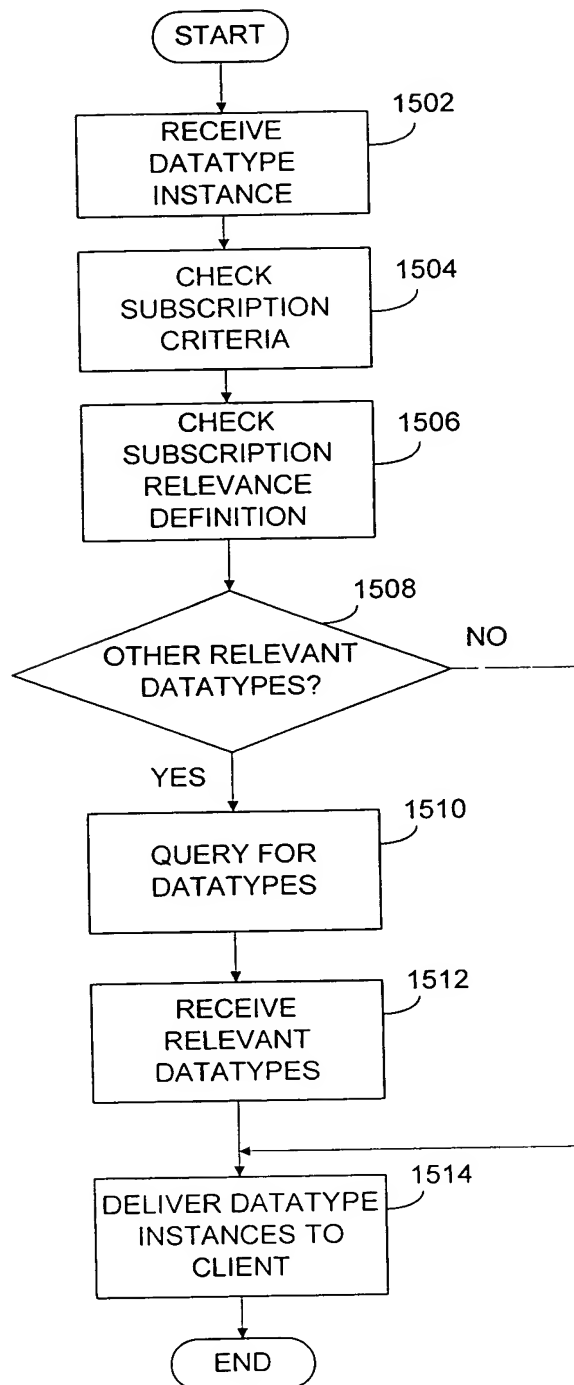 START
1502
RECEIVE
DATATYPE
INSTANCE
1504
CHECK
SUBSCRIPTION
CRITERIA
1506
CHECK
SUBSCRIPTION
RELEVANCE
DEFINITION
1508
OTHER RELEVANT
DATATYPES?
NO
YES
1510
QUERY FOR
DATATYPES
1512
RECEIVE
RELEVANT
DATATYPES
1514
DELIVER DATATYPE
INSTANCES TO
CLIENT
END